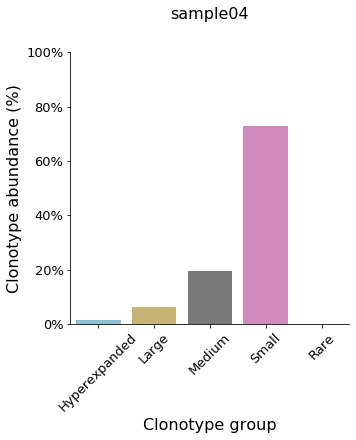 sample04
Clonotype abundance (%)
100%
80%
60%
40%
20%
0%
Hyperexpanded
Large
Medium
Small
Rare
Clonotype group